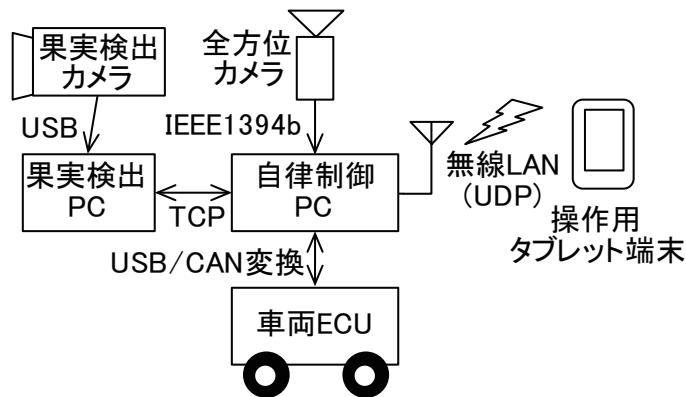 果実検出
カメラ
全方位
カメラ
USB
IEEE1394b
果実検出
PC
TCP
自律制御
PC
無線LAN
(UDP)
操作用
タブレット端末
USB/CAN変換
車両ECU